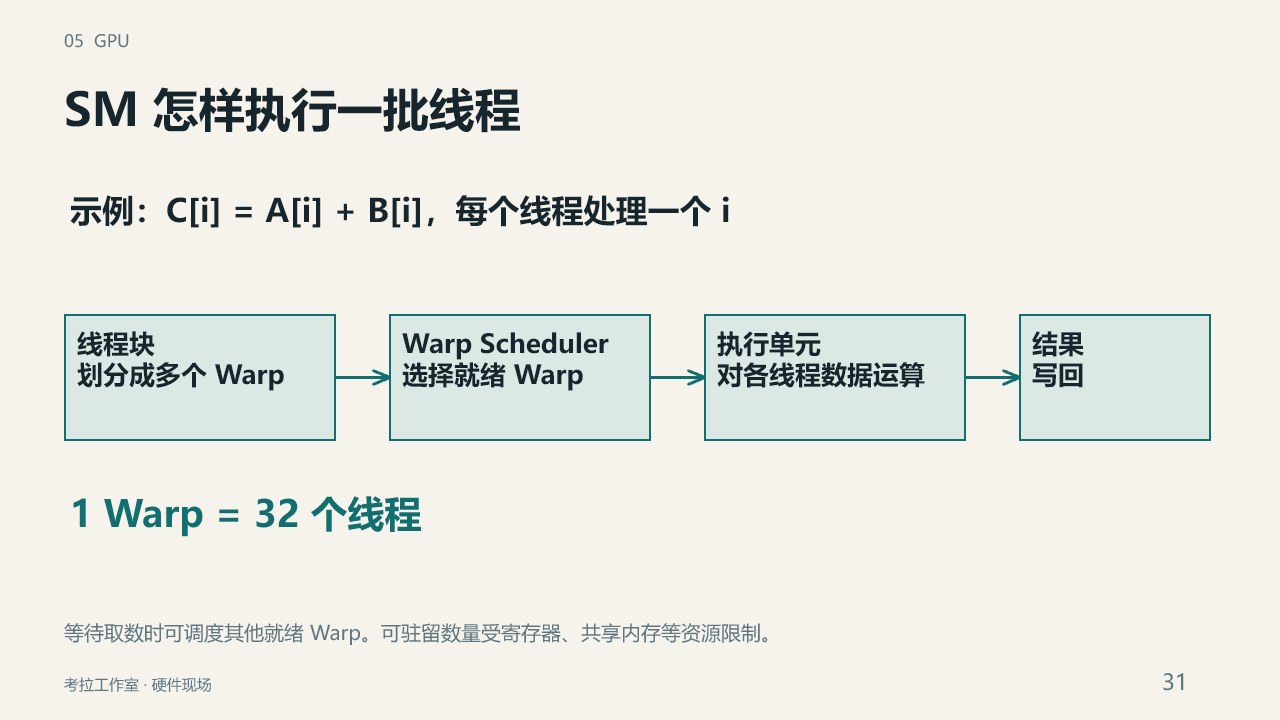 05 GPU
SM 怎样执行一批线程
示例：C[i] = A[i] + B[i]，每个线程处理一个 i
线程块
划分成多个 Warp
Warp Scheduler
选择就绪 Warp
执行单元
对各线程数据运算
结果
写回
1 Warp = 32 个线程
等待取数时可调度其他就绪 Warp。可驻留数量受寄存器、共享内存等资源限制。
考拉工作室 · 硬件现场
31